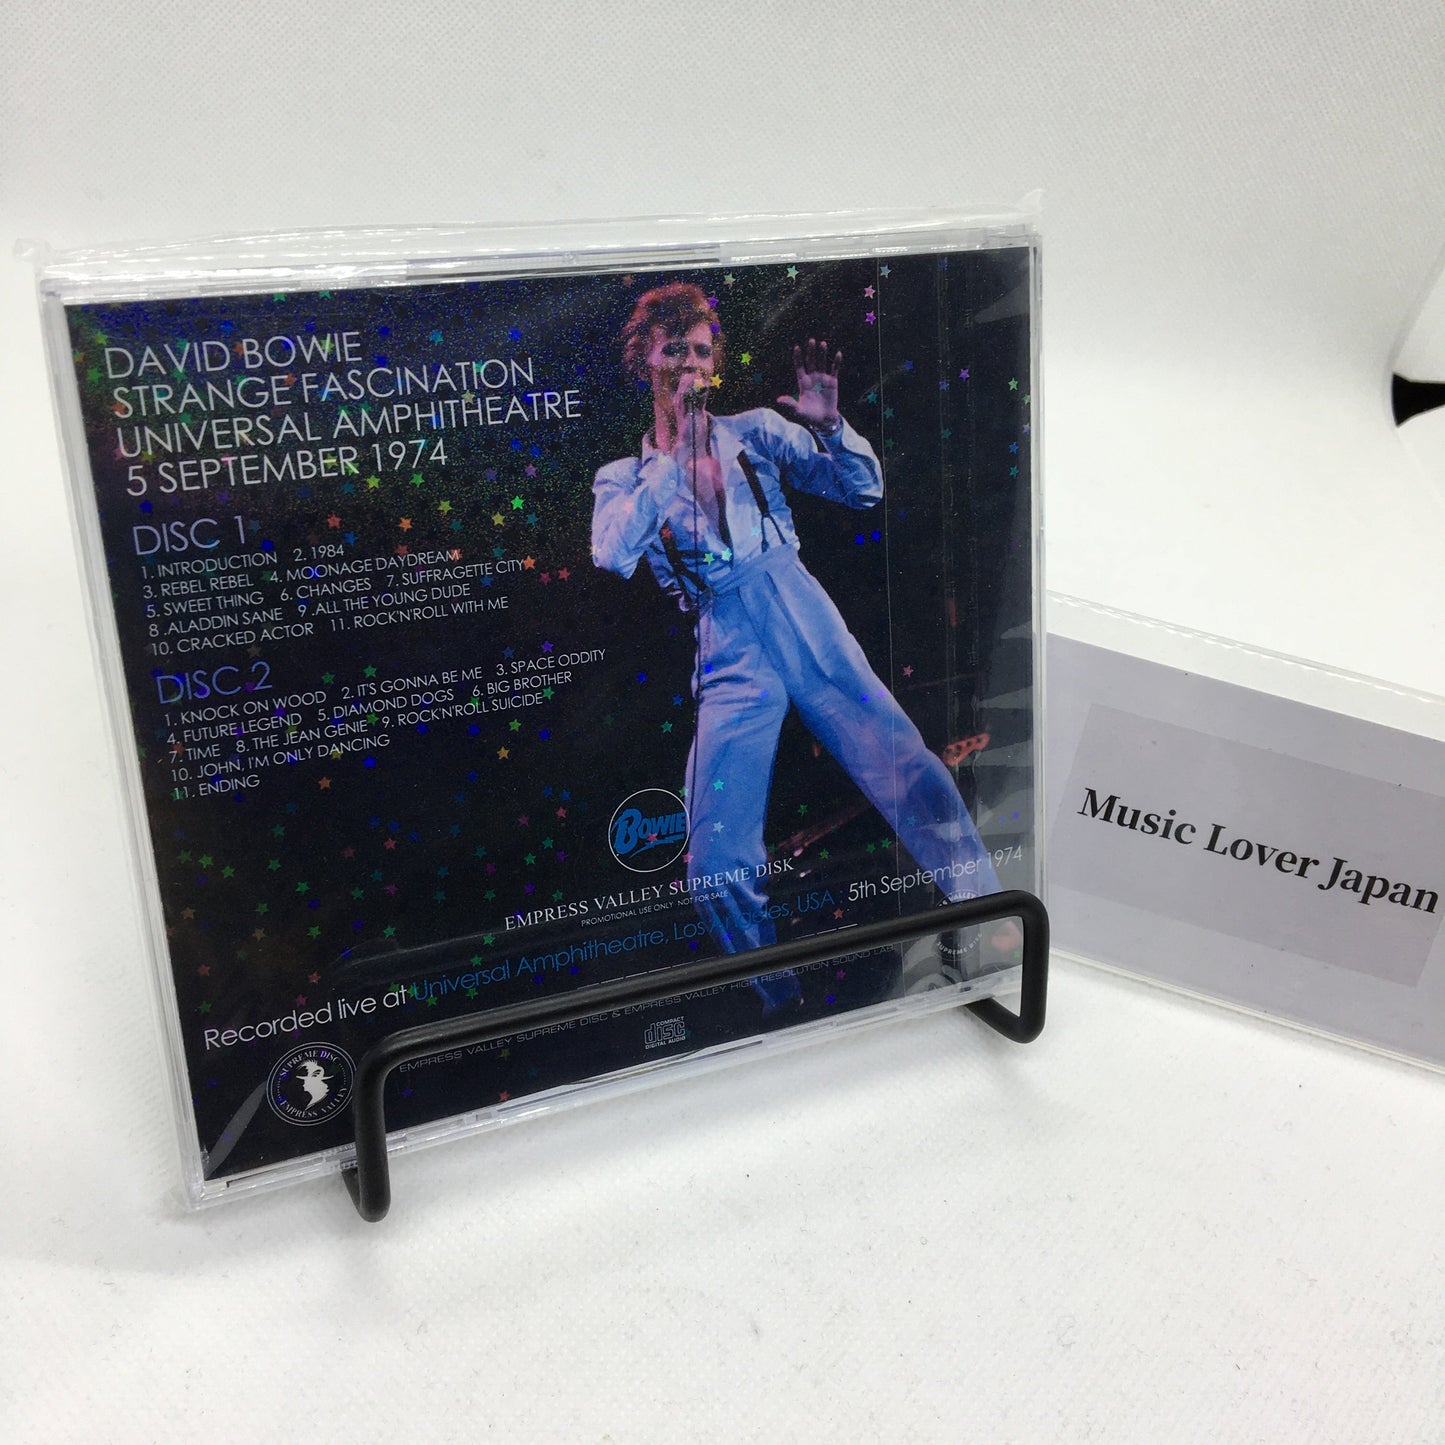 DAVID BOWIE
STRANGE FASCINATION
UNIVERSAL AMPHITHEATRE
5 SEPTEMBER 1974
DISC 1
1. INTRODUCTION 2. 1984
3. REBEL REBEL 4. MOONAGE DAYDREAM
5. SWEET THING 6. CHANGES 7. SUFFRAGETTE CITY
8 .ALADDIN SANE 9 .ALL THE YOUNG DUDE
10. CRACKED ACTOR 11. ROCK'N'ROLL WITH ME
DISC 2
1. KNOCK ON WOOD 2. IT'S GONNA BE ME 3. SPACE ODDITY
4. FUTURE LEGEND 5. DIAMOND DOGS 6. BIG BROTHER
7. TIME 8. THE JEAN GENIE 9. ROCK'N'ROLL SUICIDE
10. JOHN, I'M ONLY DANCING
11. ENDING
BOWIE
EMPRESS VALLEY SUPREME DISK
PROMOTIONAL USE ONLY NOT FOR SALE
Recorded live at Universal Amphitheatre, Los Angeles, USA : 5th September 1974
EMPRESS VALLEY SUPREME DISC & EMPRESS VALLEY HIGH RESOLUTION SOUND LAB
COMPACT
disc
DIGITAL AUDIO
SUPREME DISC
EMPRESS VALLEY
SUPREME DISC
Music Lover Japan